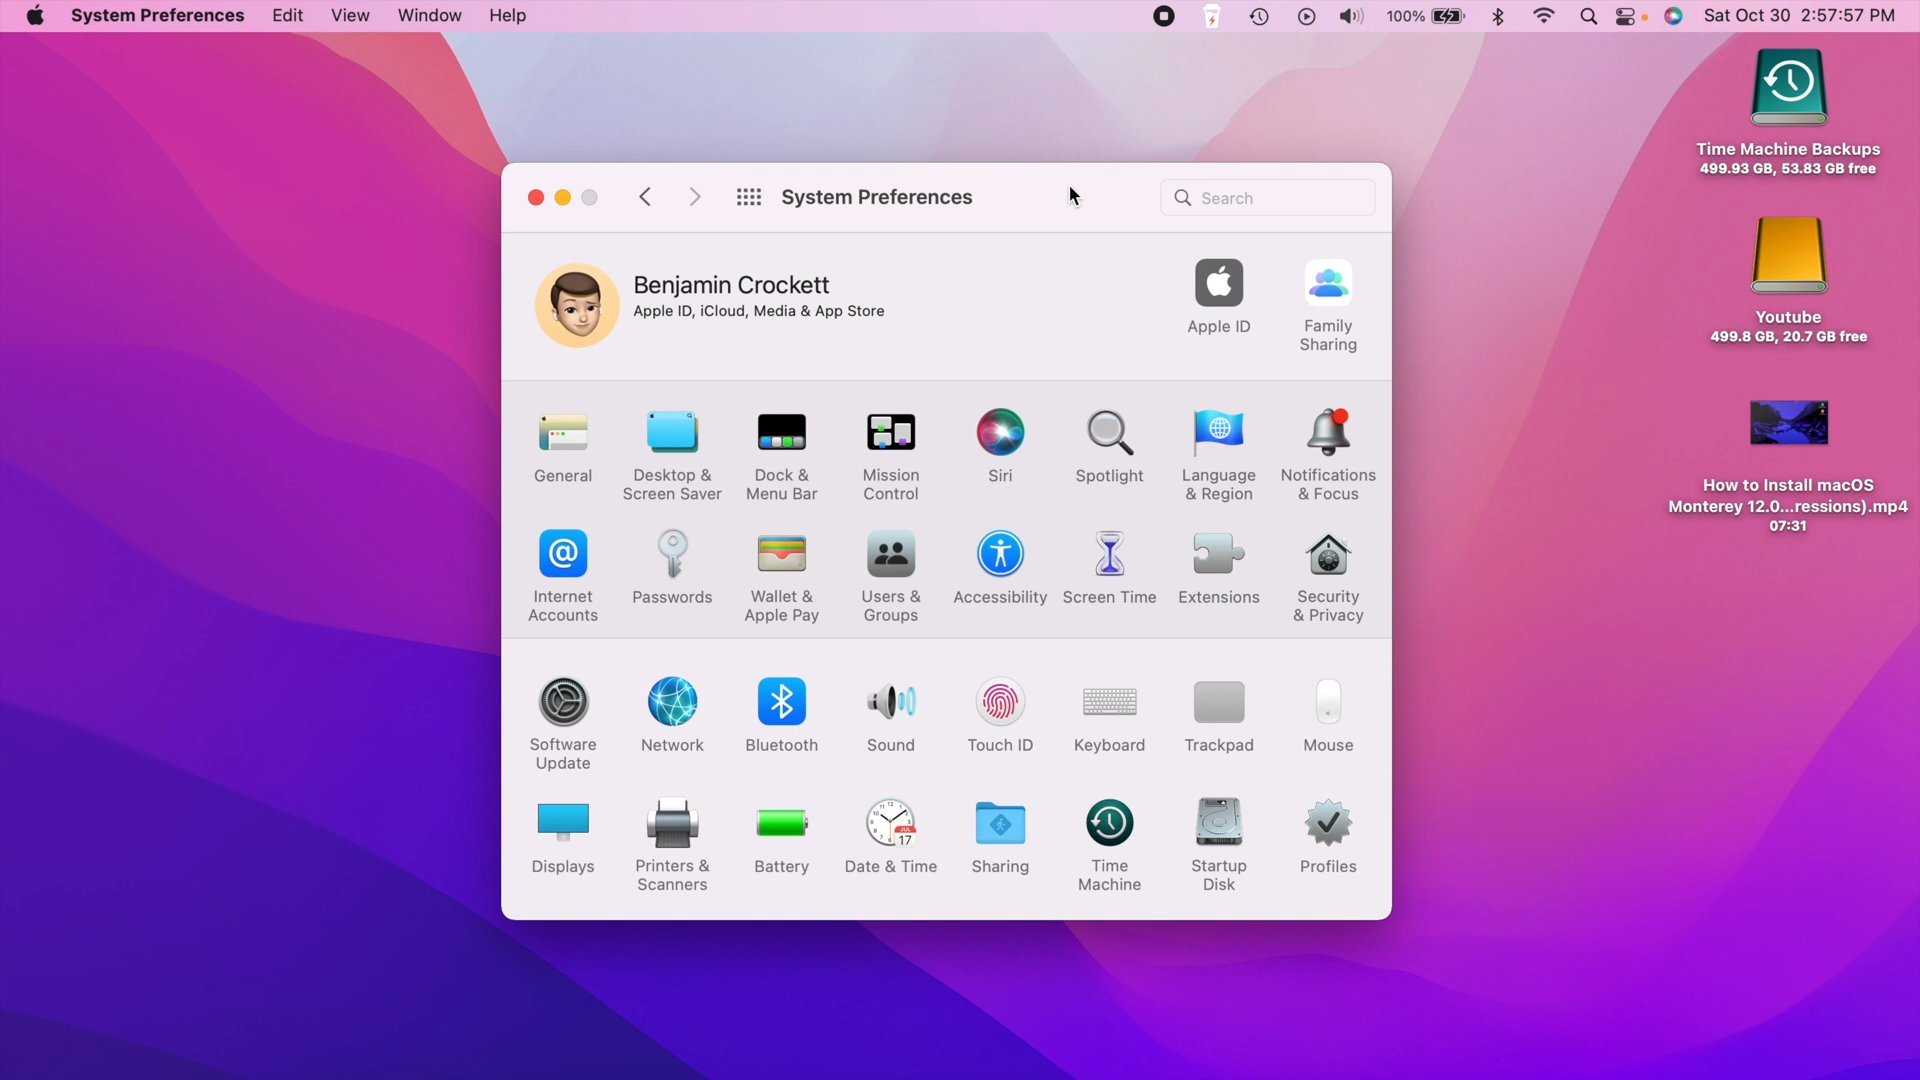 System Preferences Edit View Window Help 100% Sat Oct 30 2:57:57 PM
Time Machine Backups
499.93 GB, 53.83 GB free
Youtube
499.8 GB, 20.7 GB free
How to Install macOS
Monterey 12.0...ressions).mp4
07:31
System Preferences
Search
Benjamin Crockett
Apple ID, iCloud, Media & App Store
Apple ID
Family
Sharing
General
Desktop &
Screen Saver
Dock &
Menu Bar
Mission
Control
Siri
Spotlight
Language
& Region
Notifications
& Focus
Internet
Accounts
Passwords
Wallet &
Apple Pay
Users &
Groups
Accessibility
Screen Time
Extensions
Security
& Privacy
Software
Update
Network
Bluetooth
Sound
Touch ID
Keyboard
Trackpad
Mouse
Displays
Printers &
Scanners
Battery
JUL
17
Date & Time
Sharing
Time
Machine
Startup
Disk
Profiles